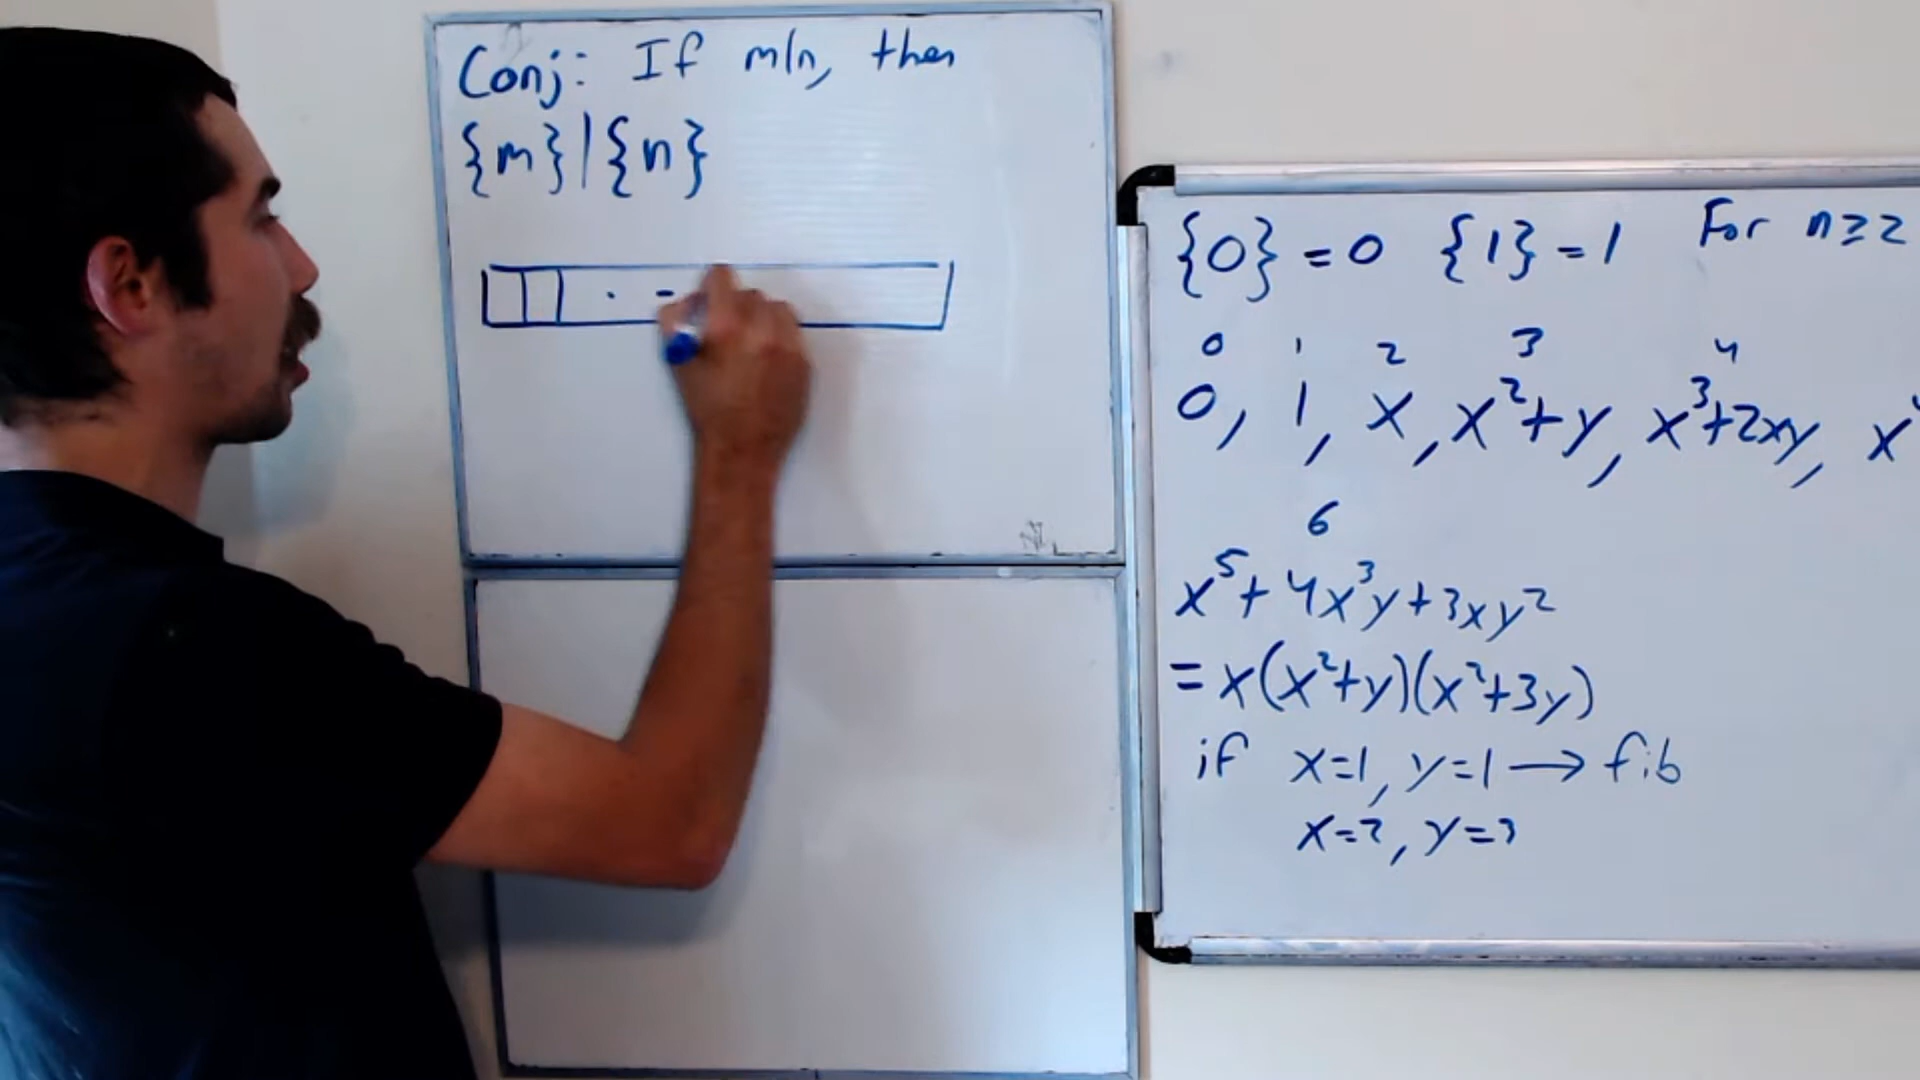 Conj: If m|n, then
{m}|{n}
{0} = 0 {1} = 1 For n≥2
0 1 2 3 4
0, 1, x, x²+y, x³+2xy, x⁴
6
x⁵+4x³y+3xy²
=x(x²+y)(x²+3y)
if x=1, y=1→fib
x=?, y=?